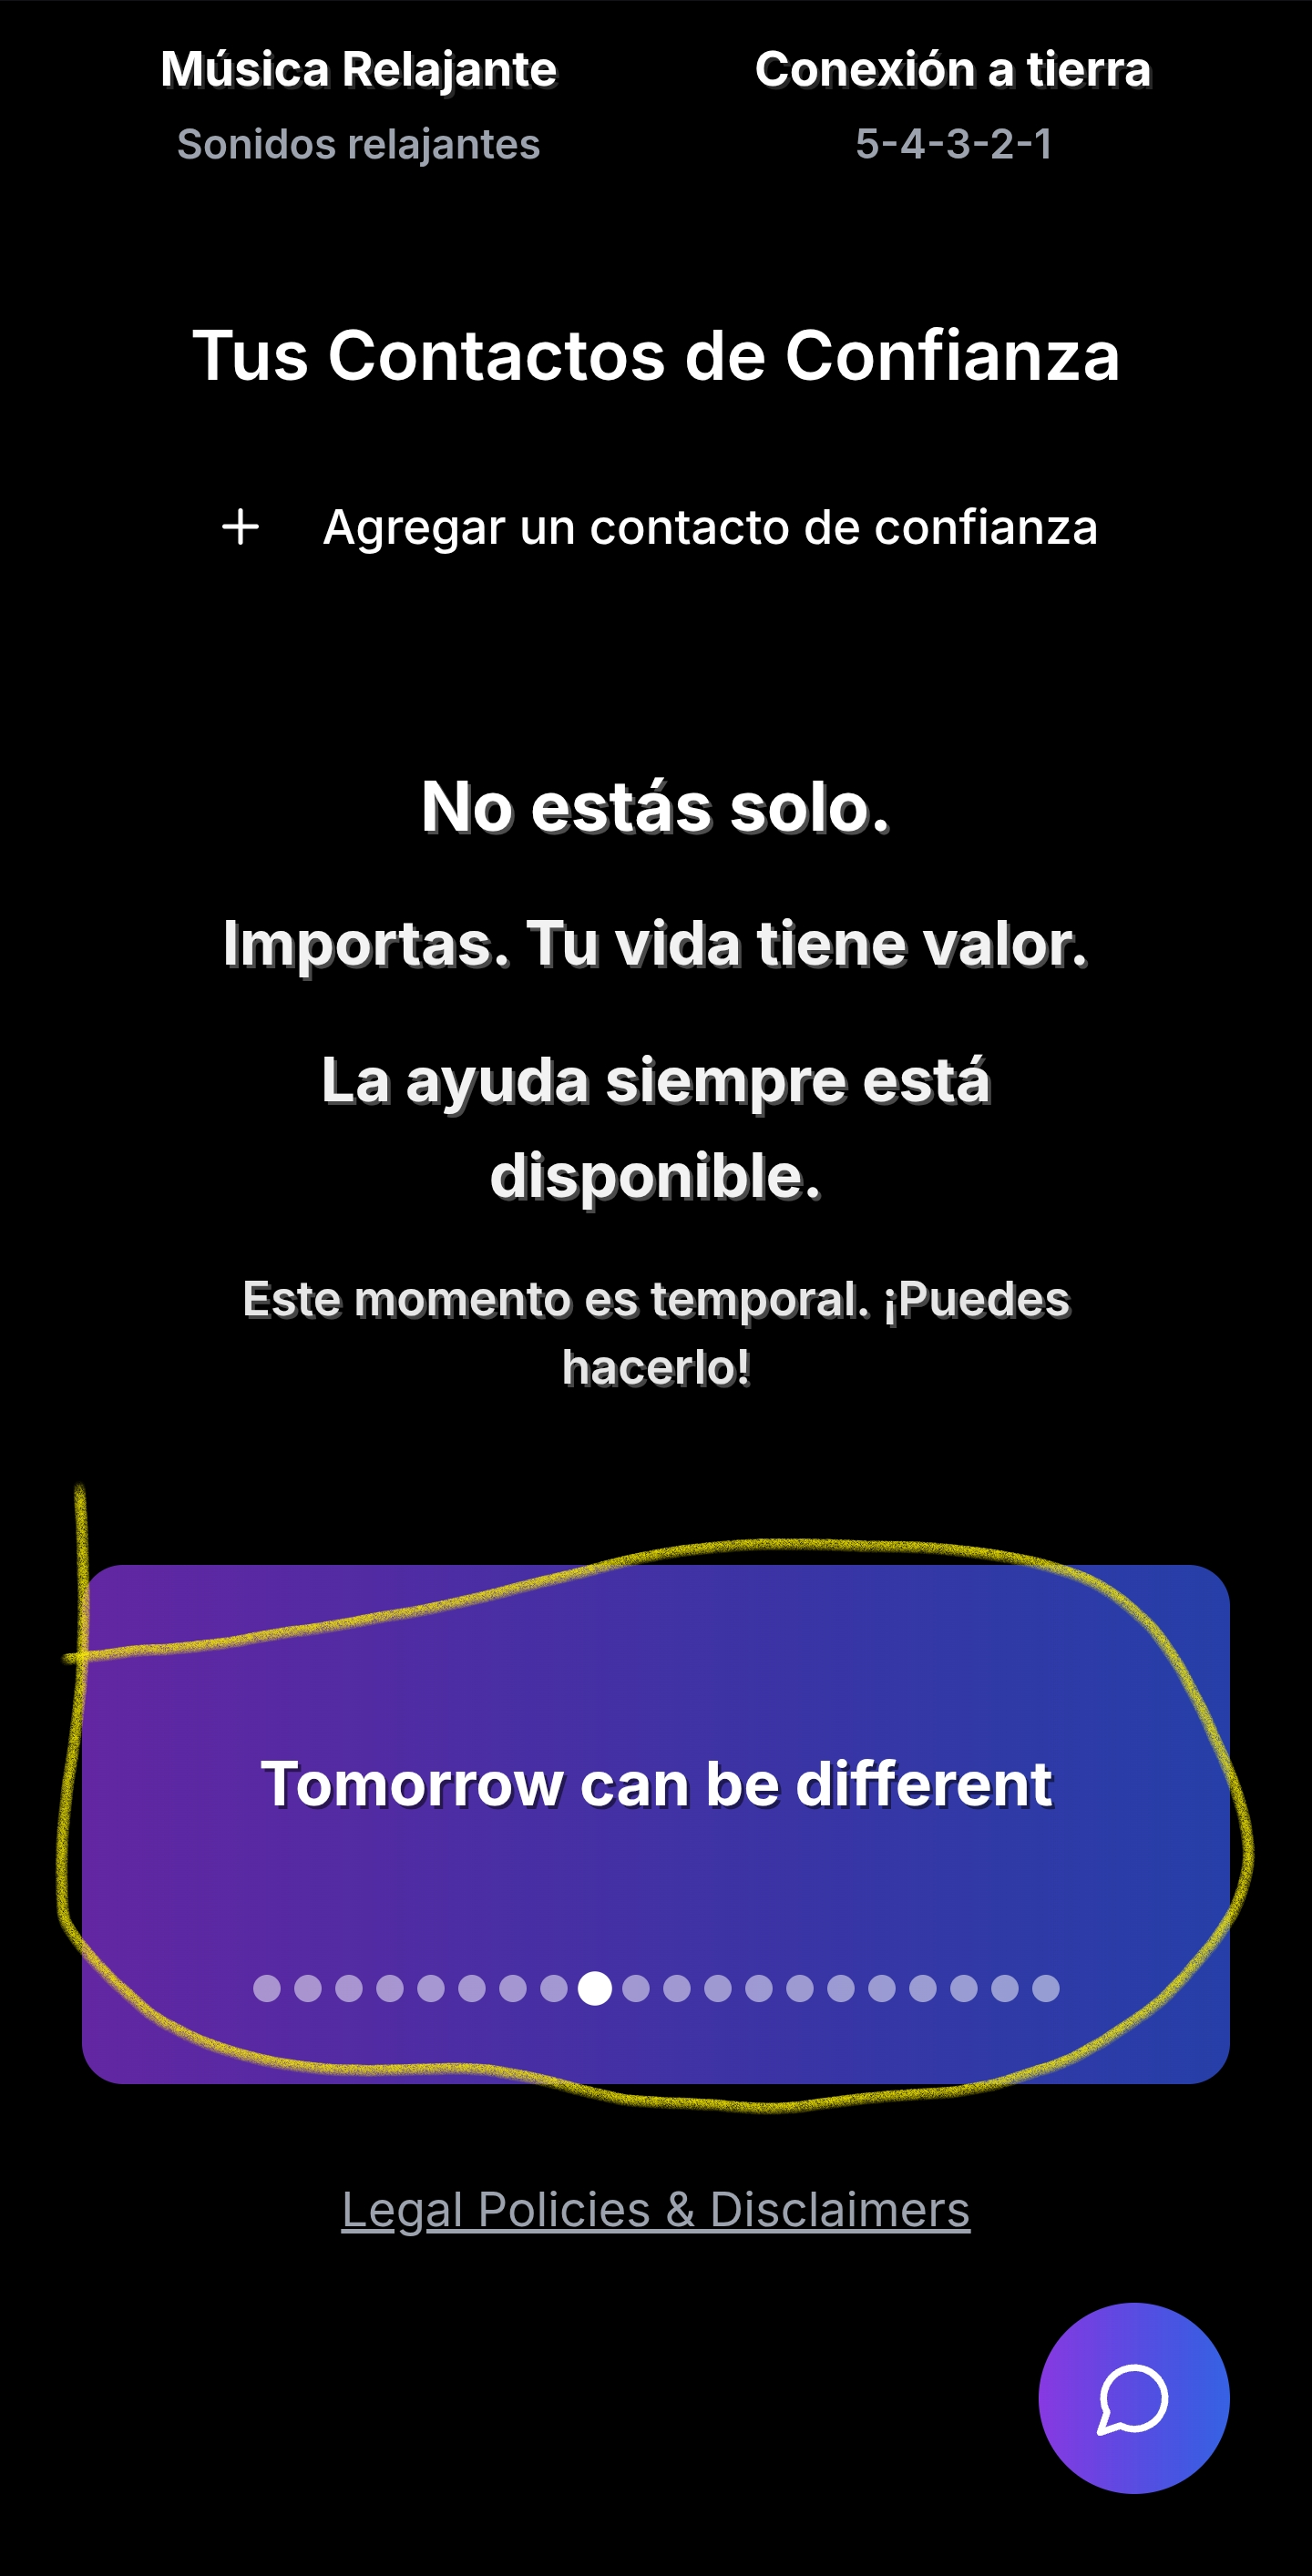 Música Relajante
Sonidos relajantes
Conexión a tierra
5-4-3-2-1
Tus Contactos de Confianza
+ Agregar un contacto de confianza
No estás solo.
Importas. Tu vida tiene valor.
La ayuda siempre está
disponible.
Este momento es temporal. ¡Puedes
hacerlo!
Tomorrow can be different
Legal Policies & Disclaimers